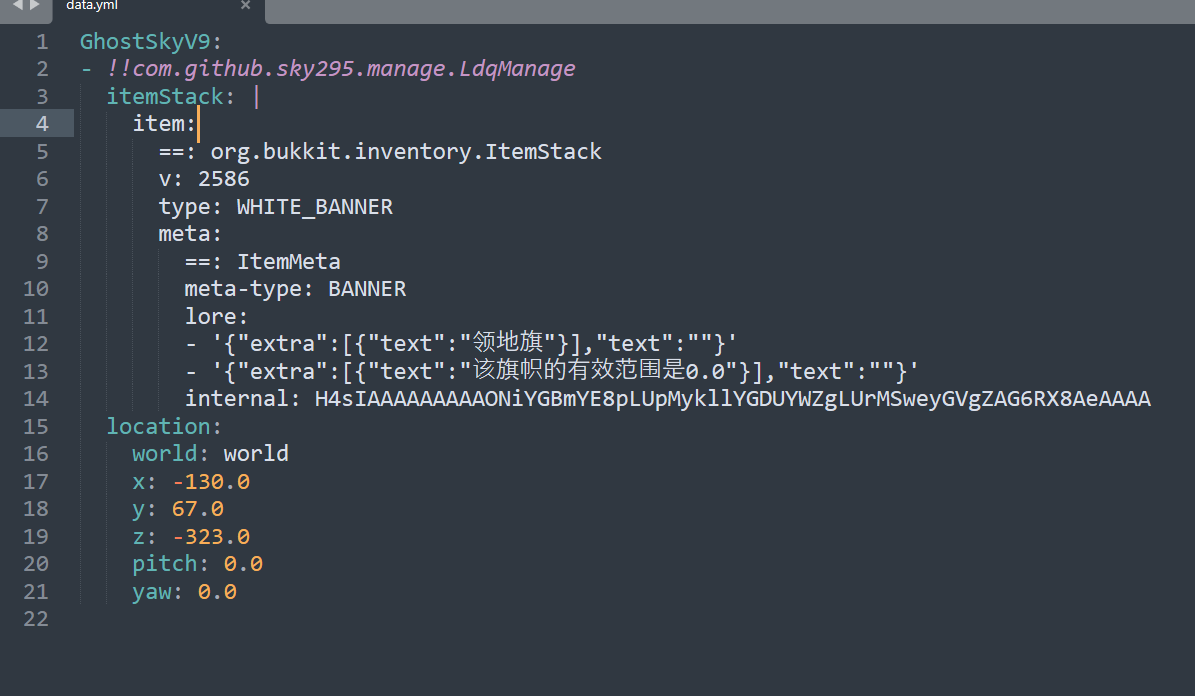 data.yml
1 GhostSkyV9:
2 - !!com.github.sky295.manage.LdqManage
3 itemStack: |
4 item:
5 ==: org.bukkit.inventory.ItemStack
6 v: 2586
7 type: WHITE_BANNER
8 meta:
9 ==: ItemMeta
10 meta-type: BANNER
11 lore:
12 - '{"extra":[{"text":"领地旗"}],"text":""}'
13 - '{"extra":[{"text":"该旗帜的有效范围是0.0"}],"text":""}'
14 internal: H4sIAAAAAAAAAONiYGBmYE8pLUpMykllYGDUYWZgLUrMSweyGVgZAG6RX8AeAAAA
15 location:
16 world: world
17 x: -130.0
18 y: 67.0
19 z: -323.0
20 pitch: 0.0
21 yaw: 0.0
22